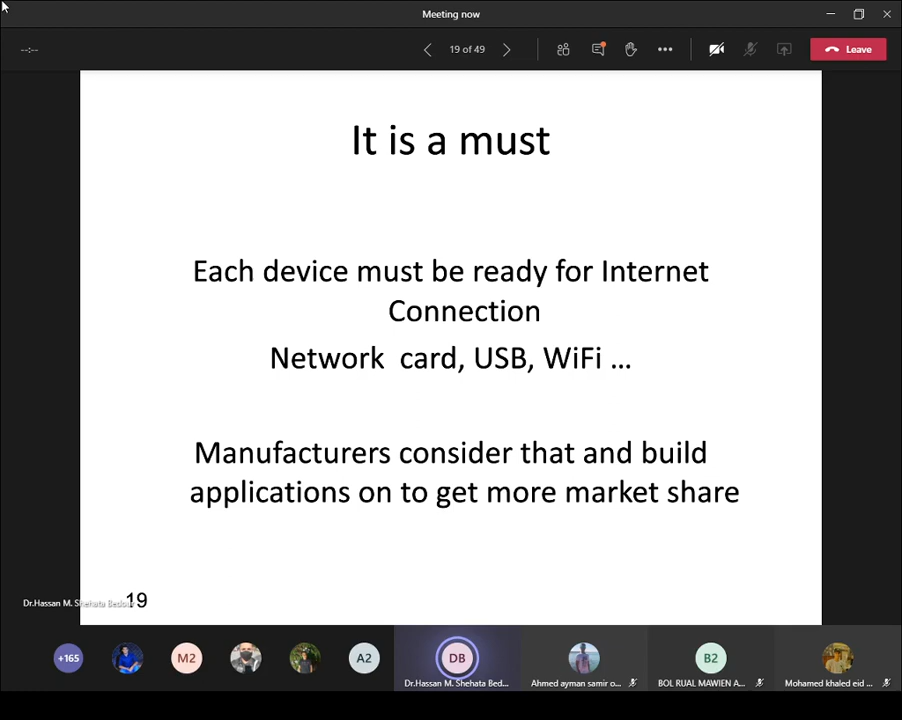 Meeting now
--:--
19 of 49
Leave
It is a must
Each device must be ready for Internet
Connection
Network card, USB, WiFi ...
Manufacturers consider that and build
applications on to get more market share
Dr.Hassan M. Shehata Bedour
19
+165
M2
A2
DB
B2
Dr.Hassan M. Shehata Bed...
Ahmed ayman samir o...
BOL RUAL MAWIEN A...
Mohamed khaled eid ...